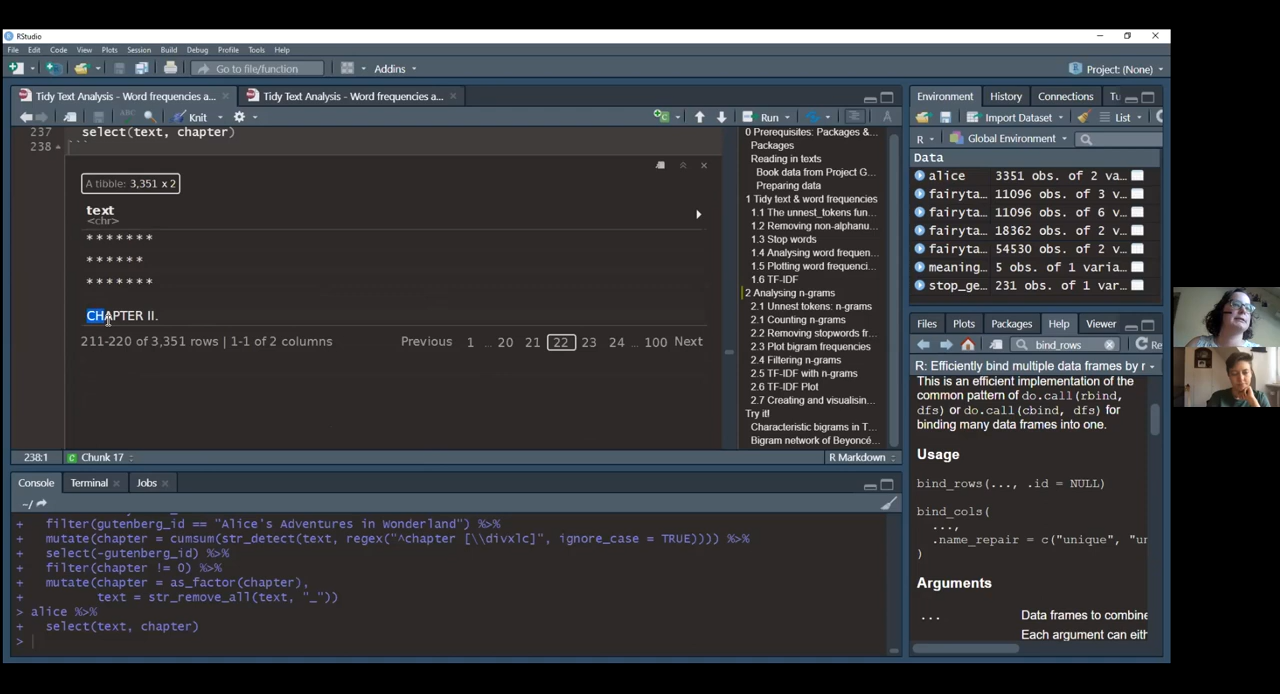 RStudio
File Edit Code View Plots Session Build Debug Profile Tools Help
Go to file/function Addins
Project: (None)
Tidy Text Analysis - Word frequencies a... Tidy Text Analysis - Word frequencies a...
Knit Run
237 select(text, chapter)
238 ```
A tibble: 3,351 x 2
text
<chr>
* * * * * * *
* * * * * *
* * * * * * *
CHAPTER II.
211-220 of 3,351 rows | 1-1 of 2 columns Previous 1 ... 20 21 22 23 24 ... 100 Next
238:1 Chunk 17 R Markdown
0 Prerequisites: Packages &...
Packages
Reading in texts
Book data from Project G...
Preparing data
1 Tidy text & word frequencies
1.1 The unnest_tokens fun...
1.2 Removing non-alphanu...
1.3 Stop words
1.4 Analysing word frequen...
1.5 Plotting word frequenci...
1.6 TF-IDF
2 Analysing n-grams
2.1 Unnest tokens: n-grams
2.1 Counting n-grams
2.2 Removing stopwords fr...
2.3 Plot bigram frequencies
2.4 Filtering n-grams
2.5 TF-IDF with n-grams
2.6 TF-IDF Plot
2.7 Creating and visualisin...
Try it!
Characteristic bigrams in T...
Bigram network of Beyoncé...
Console Terminal Jobs
~/
+ filter(gutenberg_id == "Alice's Adventures in Wonderland") %>%
+ mutate(chapter = cumsum(str_detect(text, regex("^chapter [\\divxlc]", ignore_case = TRUE)))) %>%
+ select(-gutenberg_id) %>%
+ filter(chapter != 0) %>%
+ mutate(chapter = as_factor(chapter),
+ text = str_remove_all(text, "_"))
> alice %>%
+ select(text, chapter)
>
Environment History Connections Tu
Import Dataset List
R Global Environment
Data
alice 3351 obs. of 2 va...
fairyta... 11096 obs. of 3 v...
fairyta... 11096 obs. of 6 v...
fairyta... 18362 obs. of 2 v...
fairyta... 54530 obs. of 2 v...
meaning... 5 obs. of 1 varia...
stop_ge... 231 obs. of 1 var...
Files Plots Packages Help Viewer
bind_rows Re
R: Efficiently bind multiple data frames by r
This is an efficient implementation of the
common pattern of do.call(rbind,
dfs) or do.call(cbind, dfs) for
binding many data frames into one.
Usage
bind_rows(..., .id = NULL)
bind_cols(
...,
.name_repair = c("unique", "un
)
Arguments
... Data frames to combine
Each argument can eith